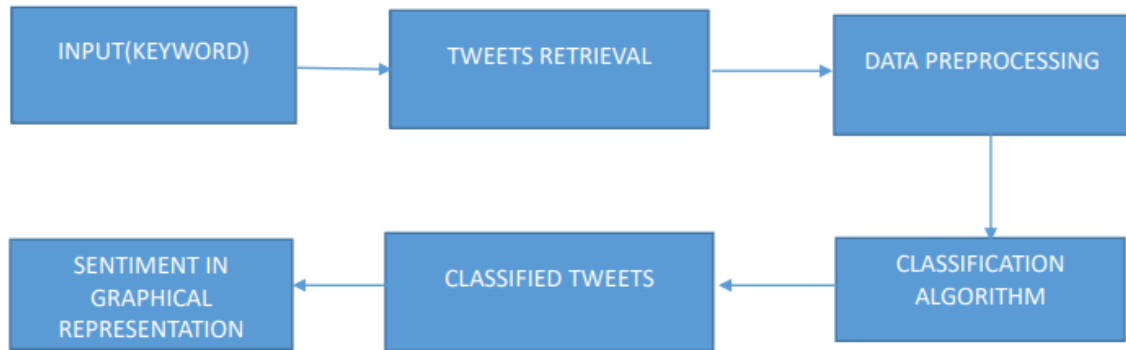 INPUT(KEYWORD)
TWEETS RETRIEVAL
DATA PREPROCESSING
CLASSIFICATION
ALGORITHM
CLASSIFIED TWEETS
SENTIMENT IN
GRAPHICAL
REPRESENTATION